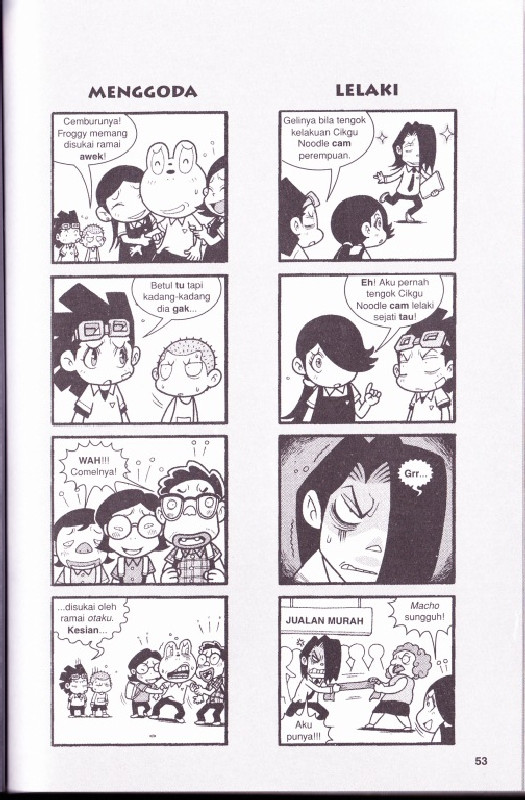 MENGGODA
Cemburunya!
Froggy memang
disukai ramai
awek!
Betul tu tapi
kadang-kadang
dia gak...
WAH!!!
Comelnya!
...disukai oleh
ramai otaku.
Kesian...
LELAKI
Gelinya bila tengok
kelakuan Cikgu
Noodle cam
perempuan.
Eh! Aku pernah
tengok Cikgu
Noodle cam lelaki
sejati tau!
Grr...
JUALAN MURAH
Macho
sungguh!
Aku
punya!!!
53